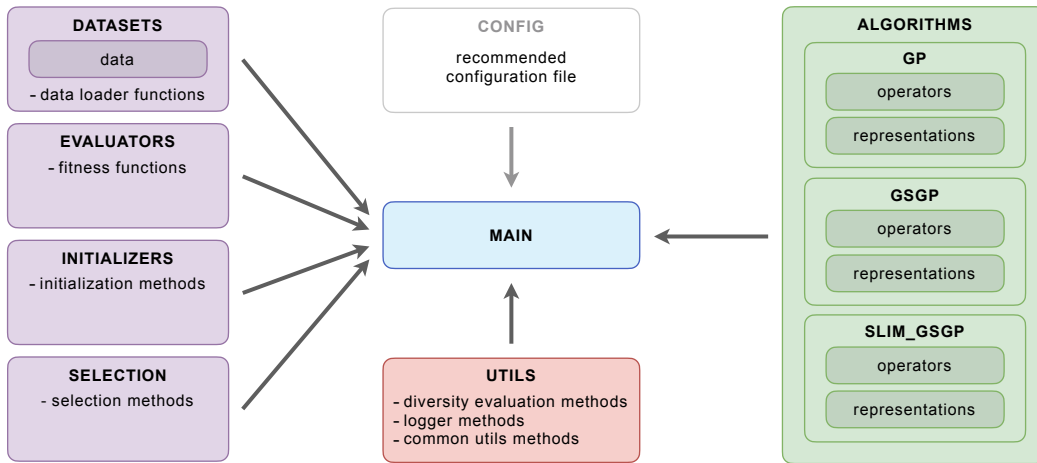 DATASETS
data
- data loader functions
EVALUATORS
- fitness functions
INITIALIZERS
- initialization methods
SELECTION
- selection methods
CONFIG
recommended
configuration file
MAIN
UTILS
- diversity evaluation methods
- logger methods
- common utils methods
ALGORITHMS
GP
operators
representations
GSGP
operators
representations
SLIM_GSGP
operators
representations